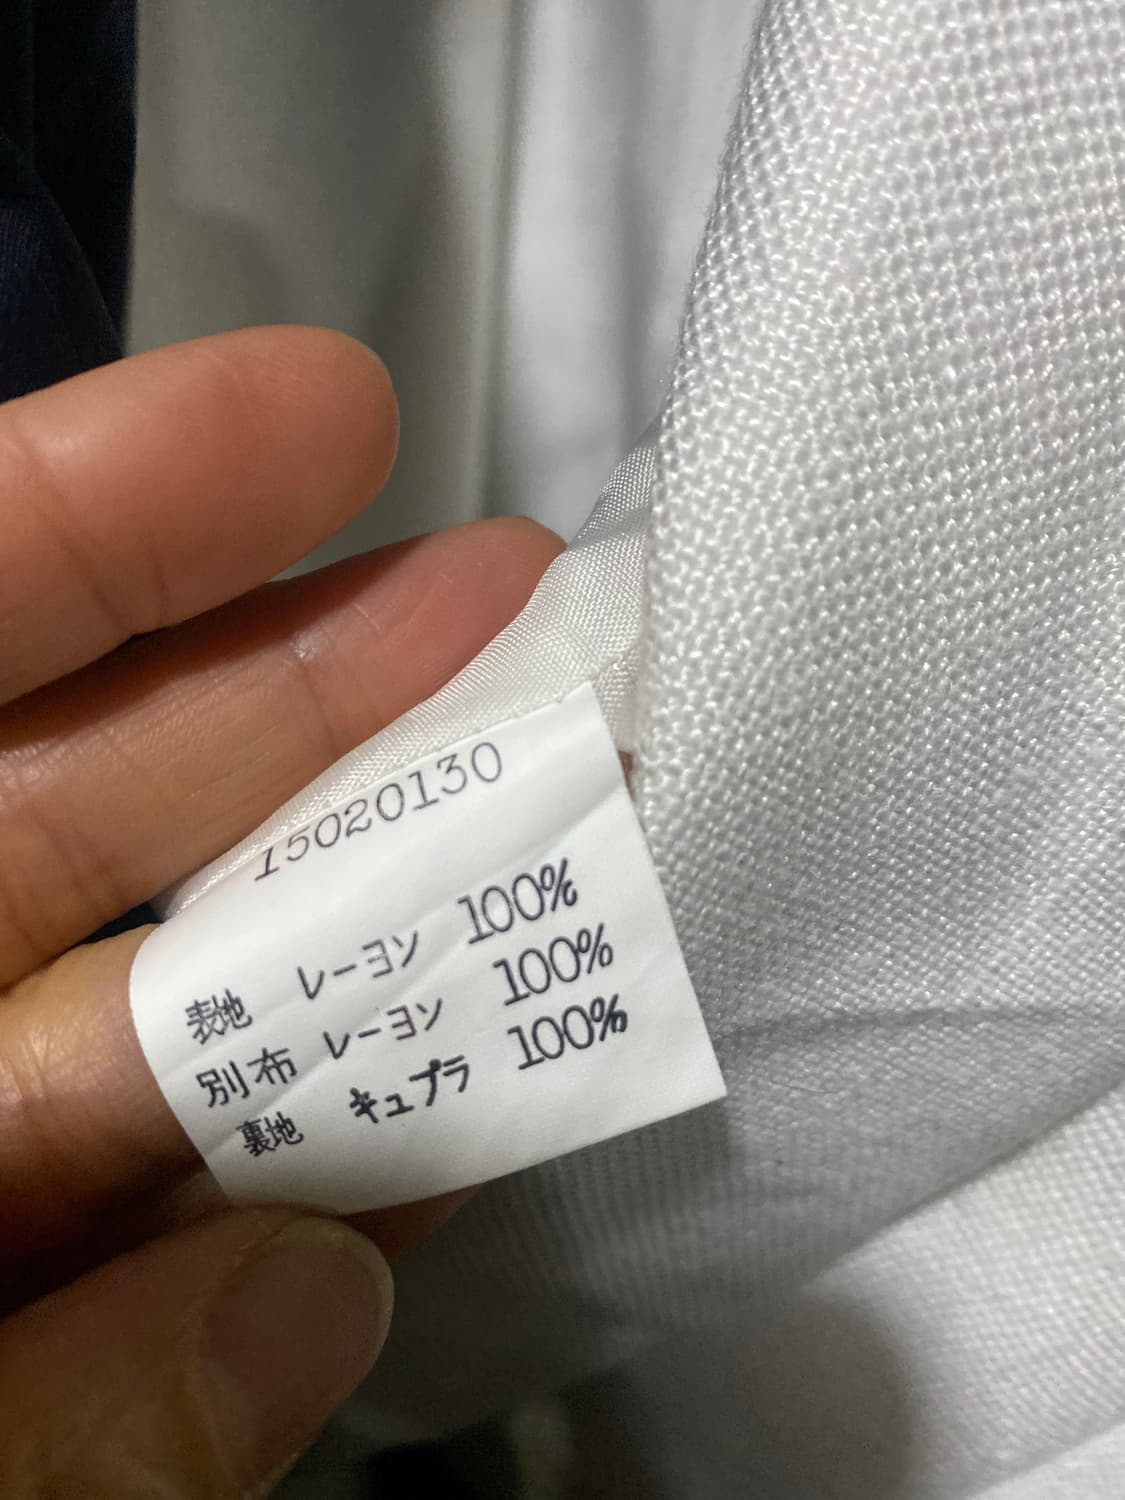 15020130
表地 レーヨン 100%
別布 レーヨン 100%
裏地 キュプラ 100%